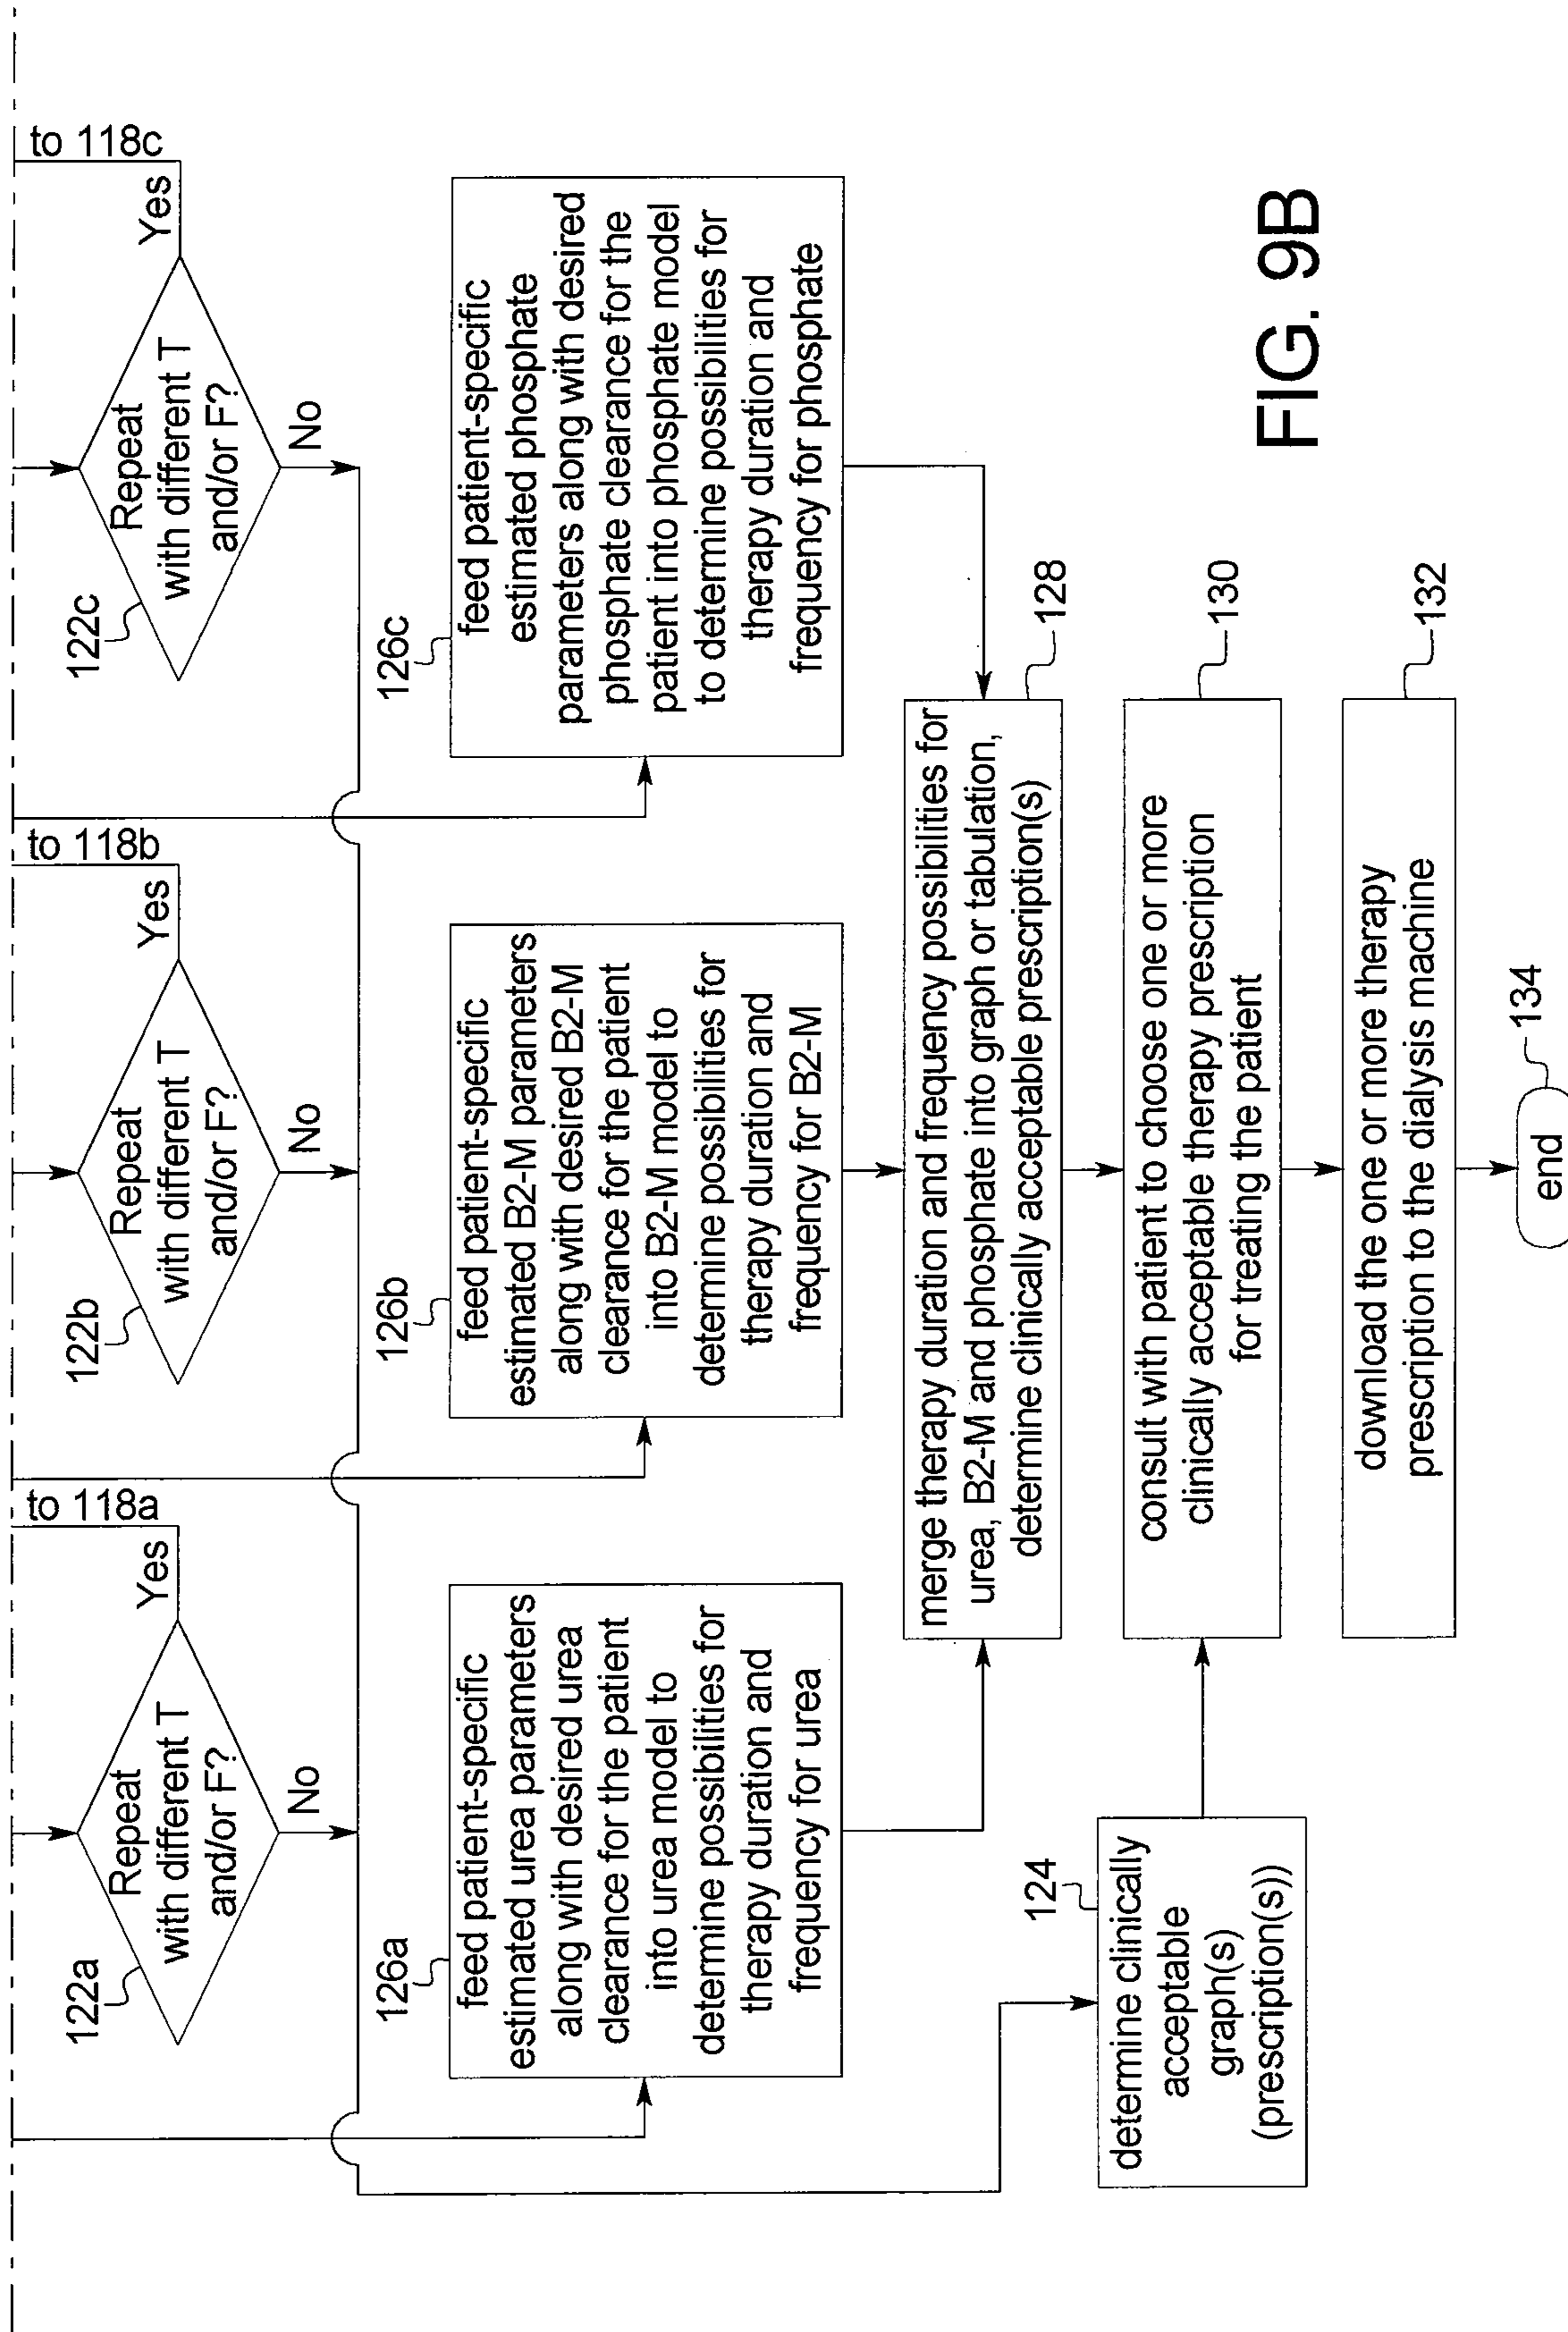 to 118a
to 118b
to 118c
122a
Repeat
with different T
and/or F?
Yes
No
122b
Repeat
with different T
and/or F?
Yes
No
122c
Repeat
with different T
and/or F?
Yes
No
126a
feed patient-specific
estimated urea parameters
along with desired urea
clearance for the patient
into urea model to
determine possibilities for
therapy duration and
frequency for urea
126b
feed patient-specific
estimated B2-M parameters
along with desired B2-M
clearance for the patient
into B2-M model to
determine possibilities for
therapy duration and
frequency for B2-M
126c
feed patient-specific
estimated phosphate
parameters along with desired
phosphate clearance for the
patient into phosphate model
to determine possibilities for
therapy duration and
frequency for phosphate
merge therapy duration and frequency possibilities for
urea, B2-M and phosphate into graph or tabulation,
determine clinically acceptable prescription(s)
128
124
determine clinically
acceptable
graph(s)
(prescription(s))
consult with patient to choose one or more
clinically acceptable therapy prescription
for treating the patient
130
download the one or more therapy
prescription to the dialysis machine
132
end
134
FIG. 9B